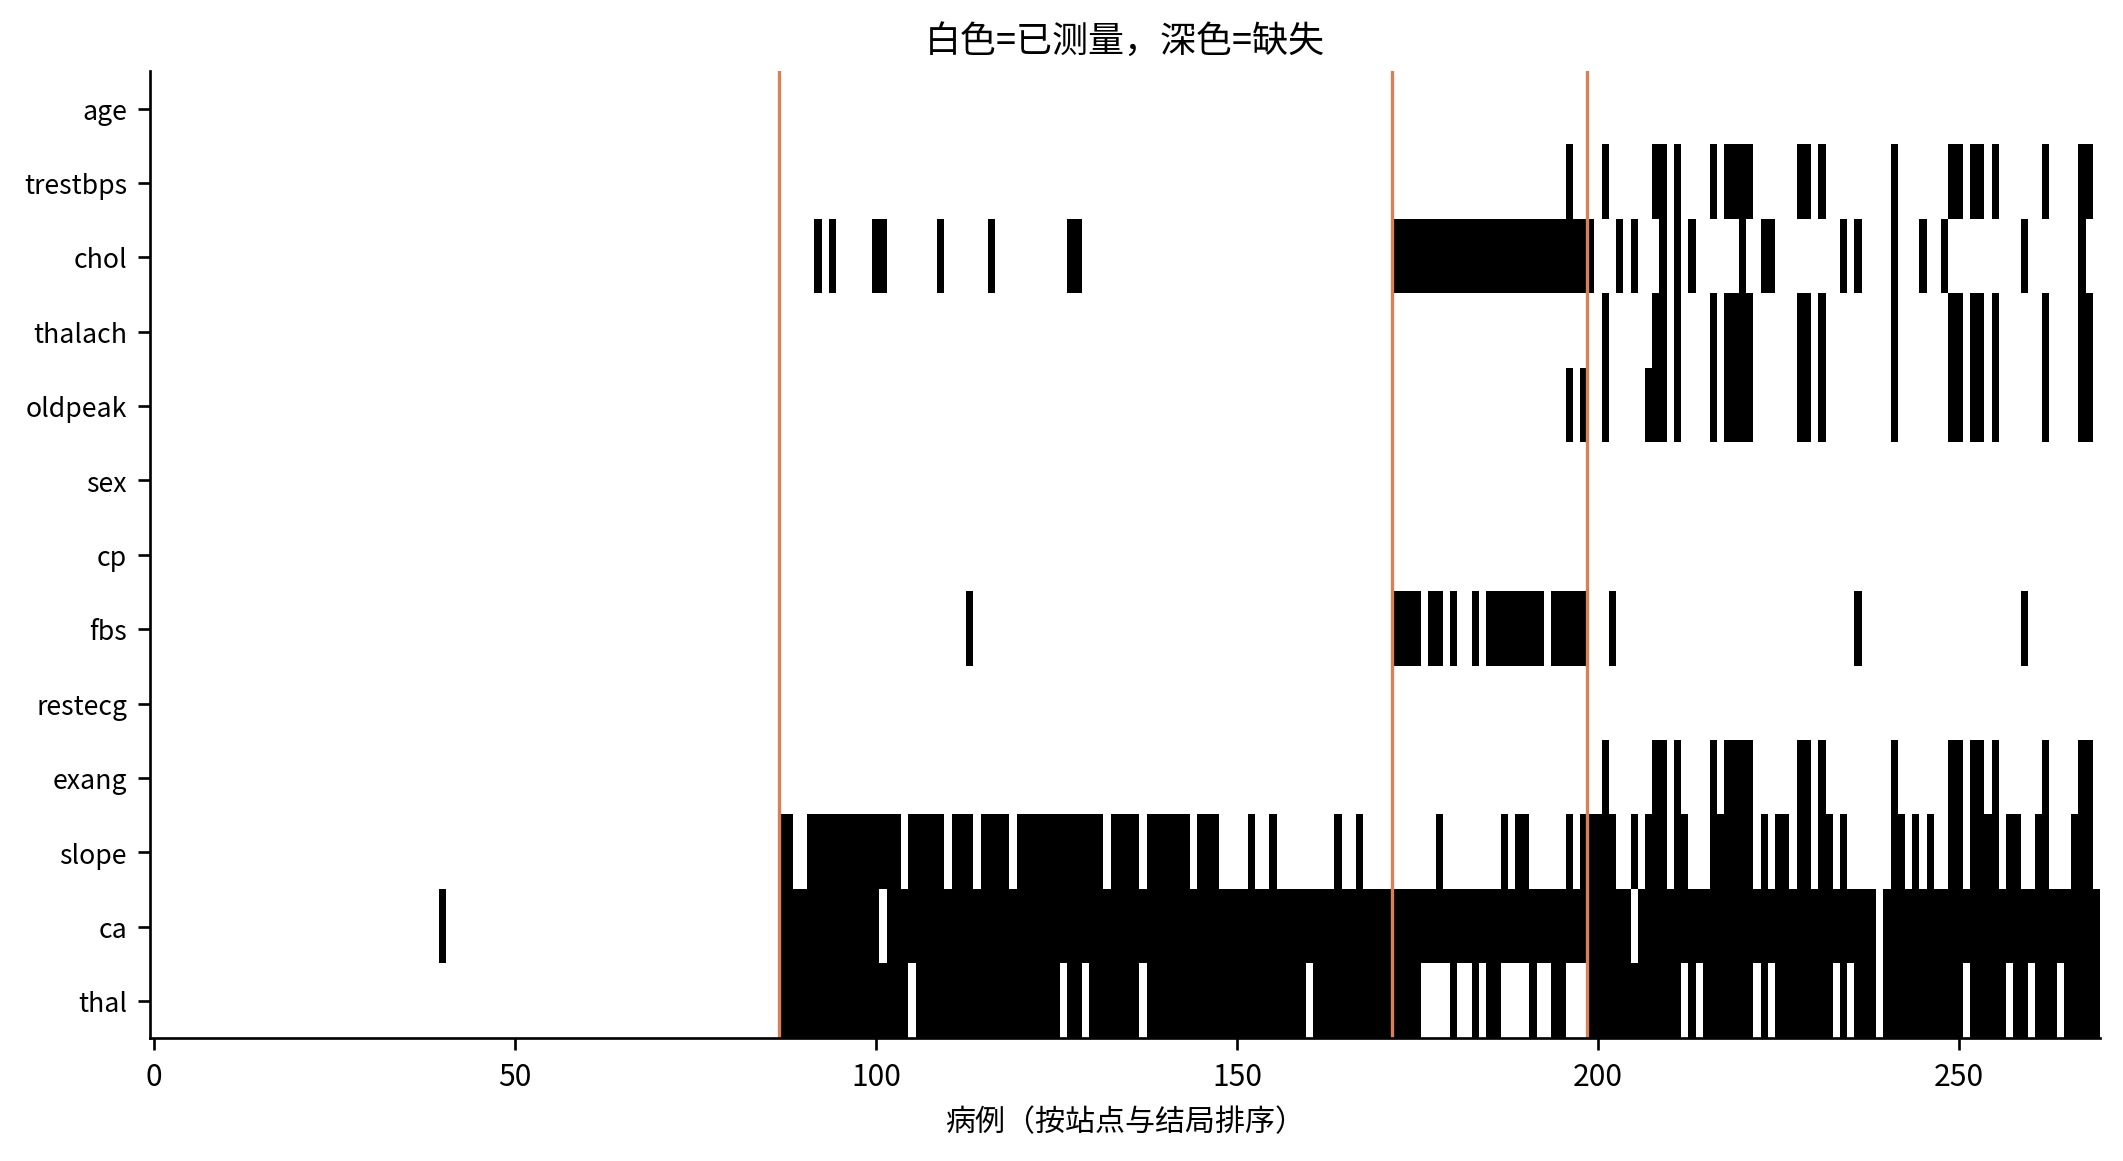 白色=已测量，深色=缺失
age
trestbps
chol
thalach
oldpeak
sex
cp
fbs
restecg
exang
slope
ca
thal
0 50 100 150 200 250
病例（按站点与结局排序）